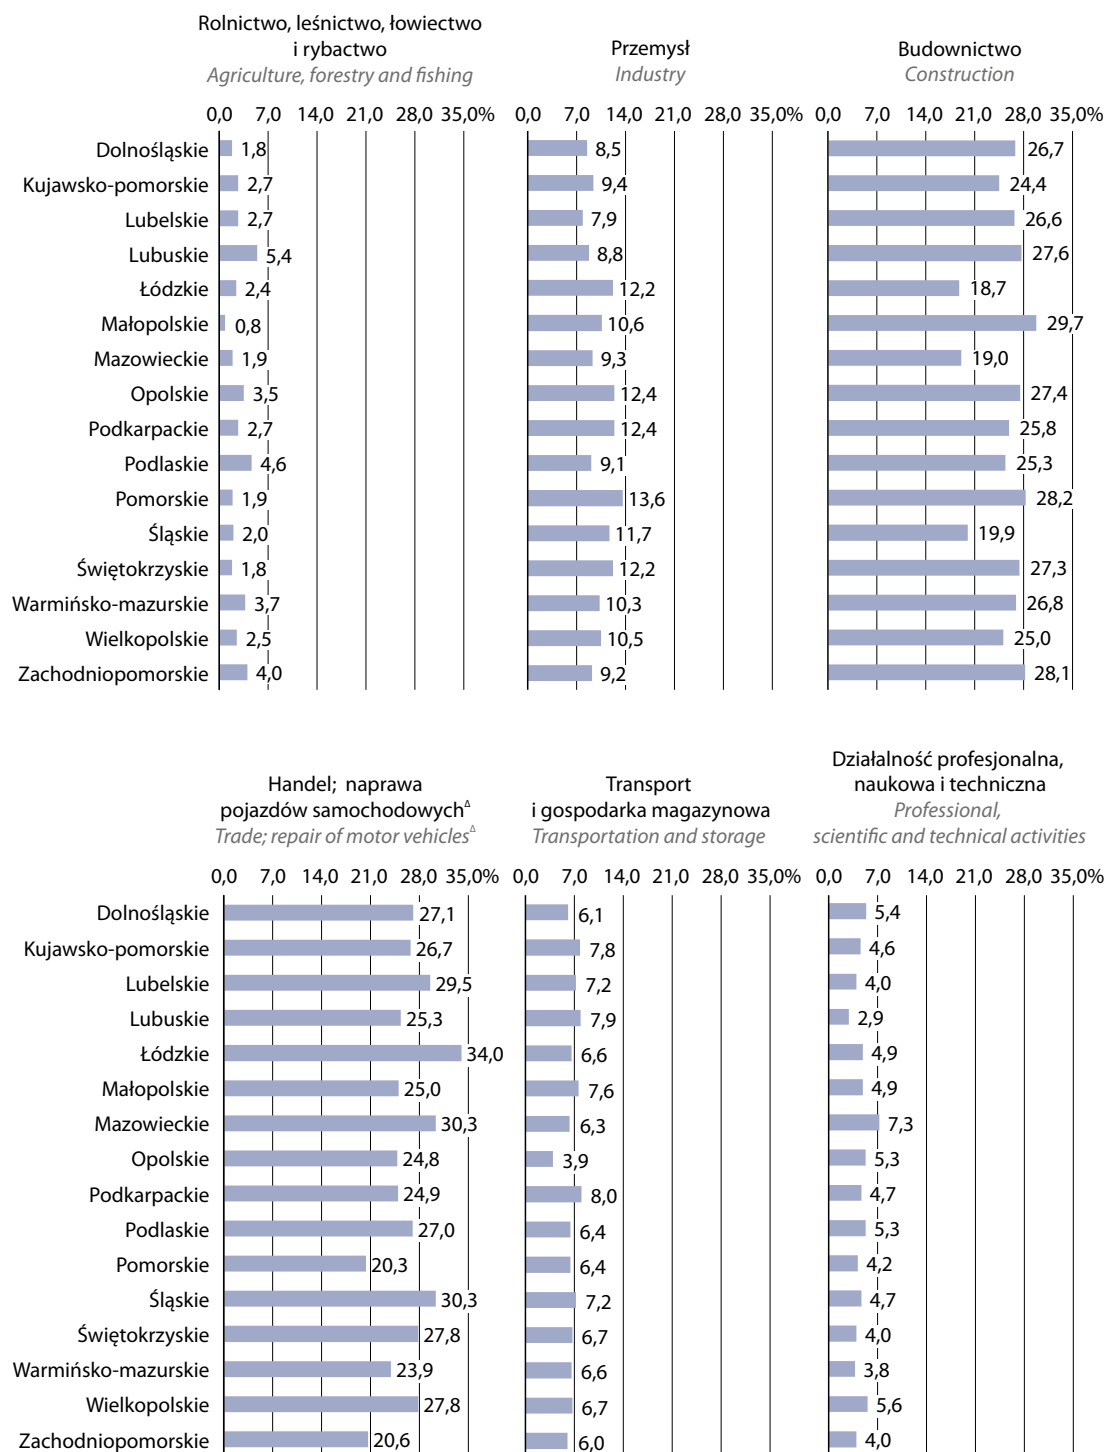 Rolnictwo, leśnictwo, łowiectwo
i rybactwo
Agriculture, forestry and fishing
Przemysł
Industry
Budownictwo
Construction
0,0 7,0 14,0 21,0 28,0 35,0% 0,0 7,0 14,0 21,0 28,0 35,0% 0,0 7,0 14,0 21,0 28,0 35,0%
Dolnośląskie 1,8 8,5 26,7
Kujawsko-pomorskie 2,7 9,4 24,4
Lubelskie 2,7 7,9 26,6
Lubuskie 5,4 8,8 27,6
Łódzkie 2,4 12,2 18,7
Małopolskie 0,8 10,6 29,7
Mazowieckie 1,9 9,3 19,0
Opolskie 3,5 12,4 27,4
Podkarpackie 2,7 12,4 25,8
Podlaskie 4,6 9,1 25,3
Pomorskie 1,9 13,6 28,2
Śląskie 2,0 11,7 19,9
Świętokrzyskie 1,8 12,2 27,3
Warmińsko-mazurskie 3,7 10,3 26,8
Wielkopolskie 2,5 10,5 25,0
Zachodniopomorskie 4,0 9,2 28,1
Handel; naprawa
pojazdów samochodowych∆
Trade; repair of motor vehicles∆
Transport
i gospodarka magazynowa
Transportation and storage
Działalność profesjonalna,
naukowa i techniczna
Professional,
scientific and technical activities
0,0 7,0 14,0 21,0 28,0 35,0% 0,0 7,0 14,0 21,0 28,0 35,0% 0,0 7,0 14,0 21,0 28,0 35,0%
Dolnośląskie 27,1 6,1 5,4
Kujawsko-pomorskie 26,7 7,8 4,6
Lubelskie 29,5 7,2 4,0
Lubuskie 25,3 7,9 2,9
Łódzkie 34,0 6,6 4,9
Małopolskie 25,0 7,6 4,9
Mazowieckie 30,3 6,3 7,3
Opolskie 24,8 3,9 5,3
Podkarpackie 24,9 8,0 4,7
Podlaskie 27,0 6,4 5,3
Pomorskie 20,3 6,4 4,2
Śląskie 30,3 7,2 4,7
Świętokrzyskie 27,8 6,7 4,0
Warmińsko-mazurskie 23,9 6,6 3,8
Wielkopolskie 27,8 6,7 5,6
Zachodniopomorskie 20,6 6,0 4,0